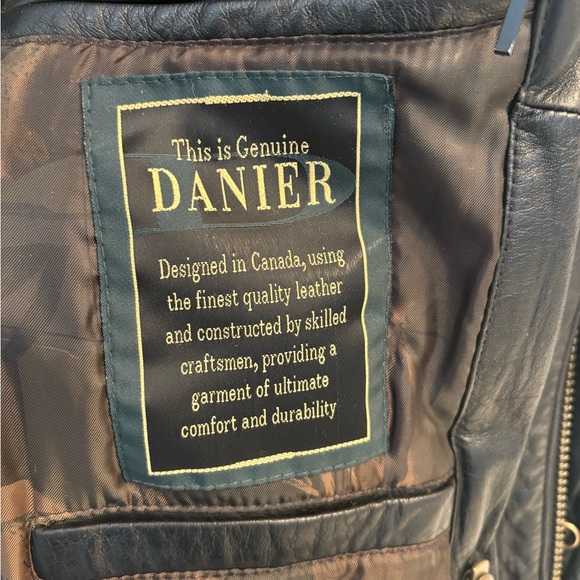 This is Genuine
DANIER
Designed in Canada, using
the finest quality leather
and constructed by skilled
craftsmen, providing a
garment of ultimate
comfort and durability